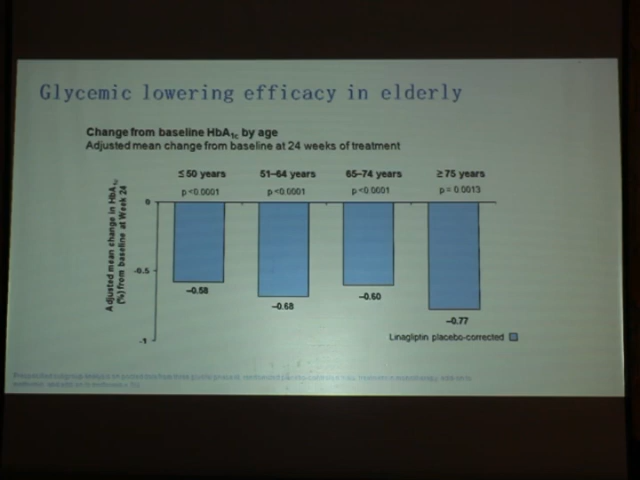 Glycemic lowering efficacy in elderly
Change from baseline HbA1c by age
Adjusted mean change from baseline at 24 weeks of treatment
≤50 years 51–64 years 65–74 years ≥75 years
p<0.0001 p<0.0001 p<0.0001 p = 0.0013
Adjusted mean change in HbA1c
(%) from baseline at Week 24
0
-0.5
-1
–0.58
–0.68
–0.60
–0.77
Linagliptin placebo-corrected